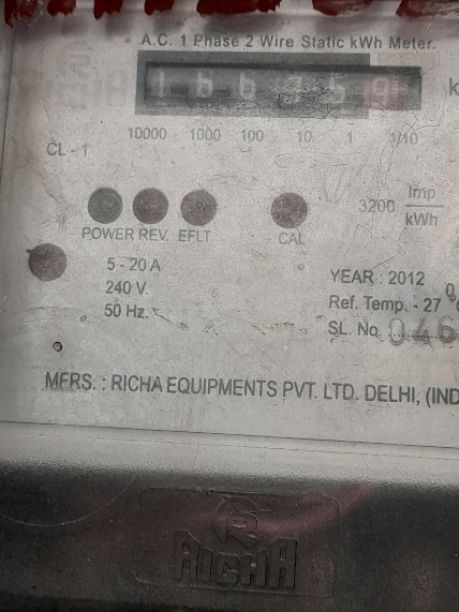 A.C. 1 Phase 2 Wire Static kWh Meter.
10000 1000 100 10 1 1/10
CL - 1
3200 Imp/kWh
POWER REV. EFLT CAL
5 - 20 A
240 V.
50 Hz.
YEAR : 2012
Ref. Temp. - 27
SL. No. 046
MFRS. : RICHA EQUIPMENTS PVT. LTD. DELHI, (IND
RICHA